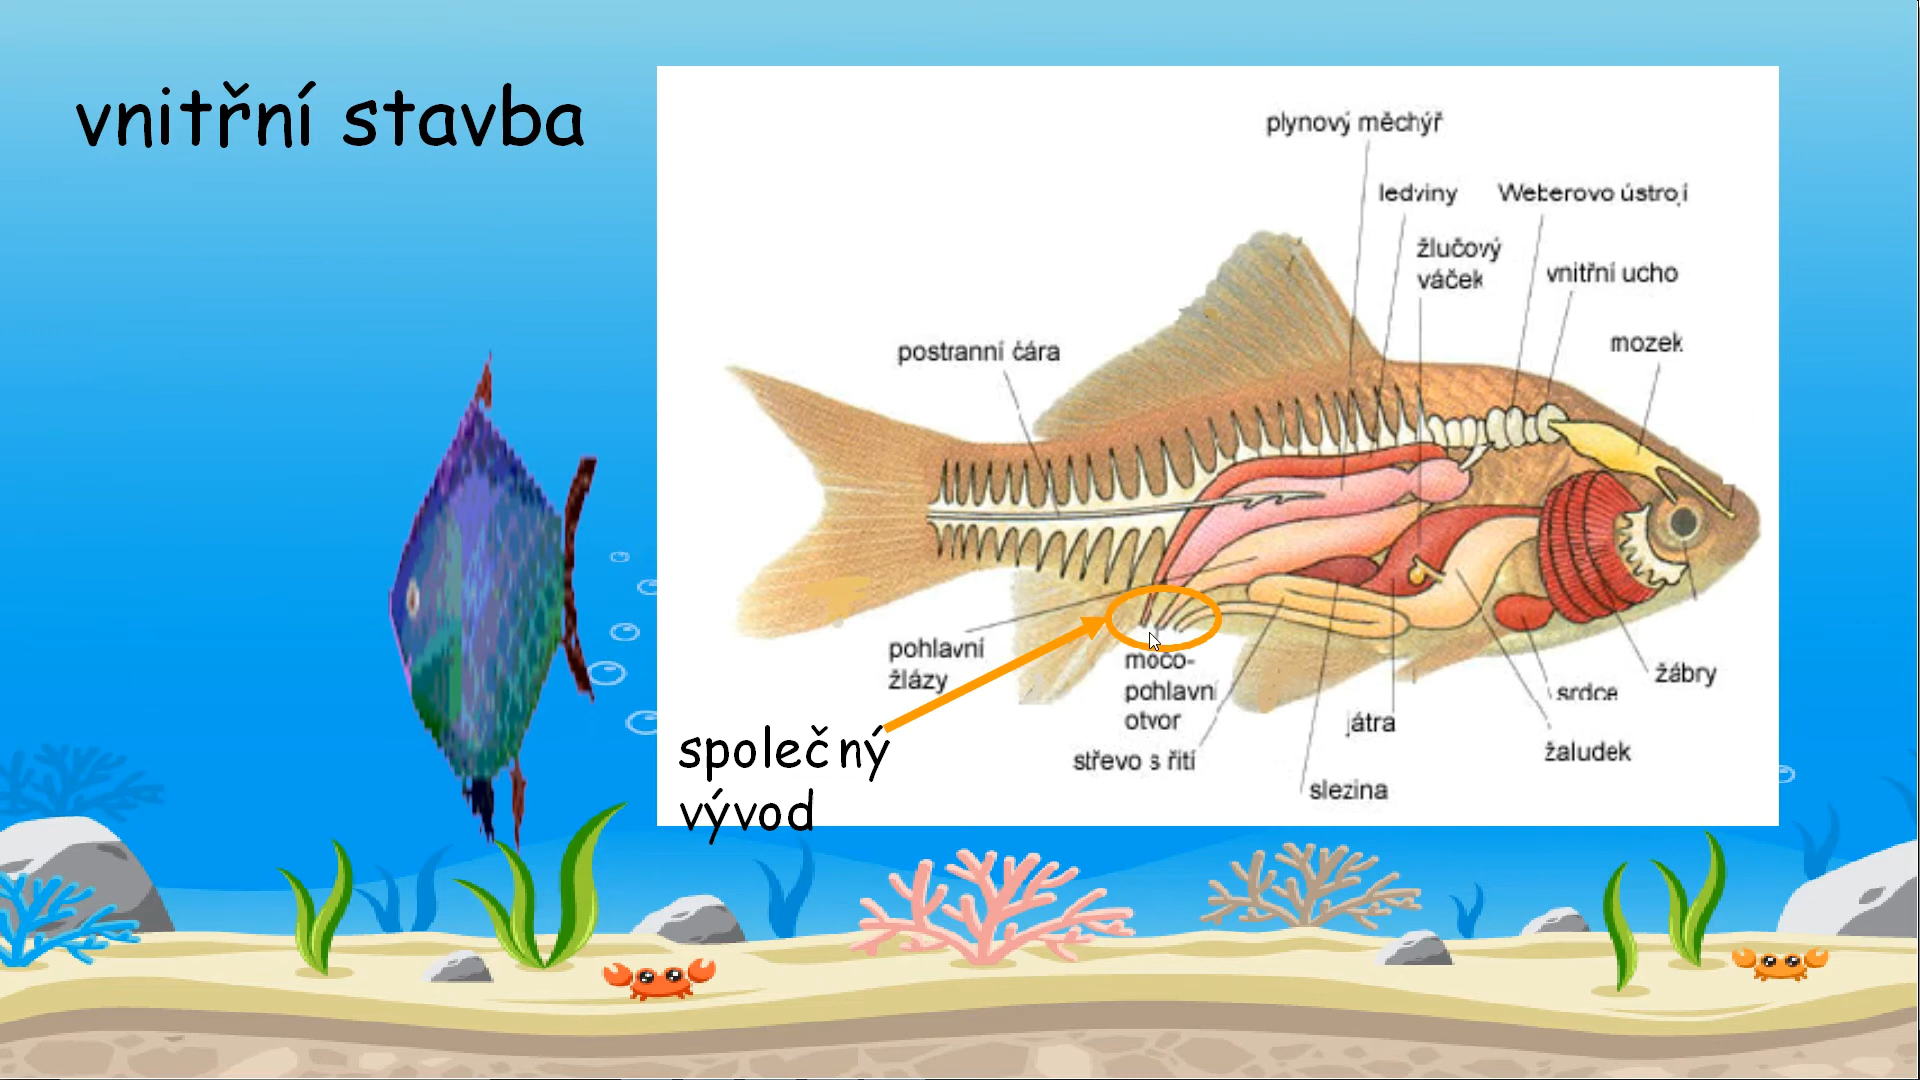 vnitřní stavba
plynový měchýř
ledviny
Weberovo ústrojí
žlučový
váček
vnitřní ucho
mozek
postranní čára
pohlavní
žlázy
močo-
pohlavní
otvor
střevo s řití
slezina
játra
srdce
žaludek
žábry
společný
vývod